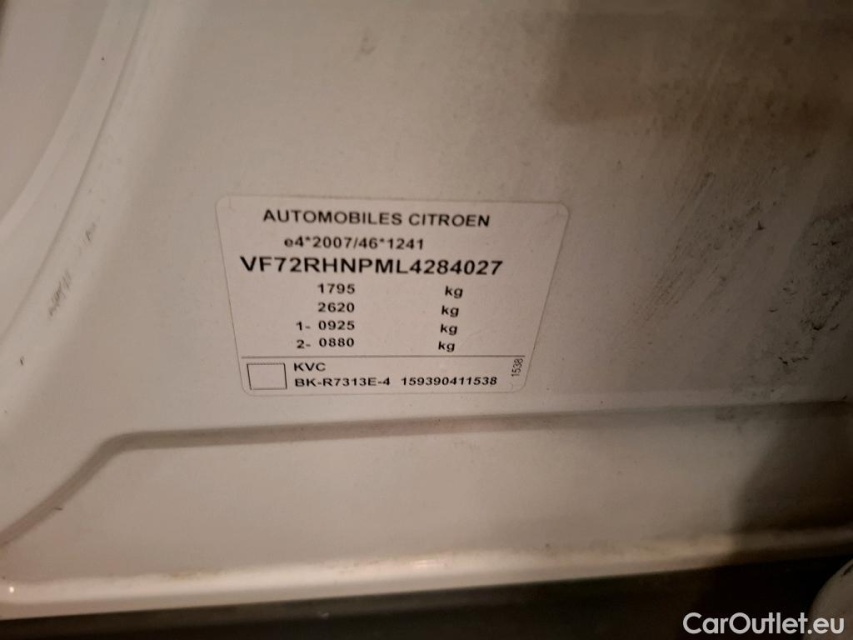 AUTOMOBILES CITROEN
e4*2007/46*1241
VF72RHNPML4284027
1795 kg
2620 kg
1- 0925 kg
2- 0880 kg
KVC
BK-R7313E-4 159390411538
1538
CarOutlet.eu